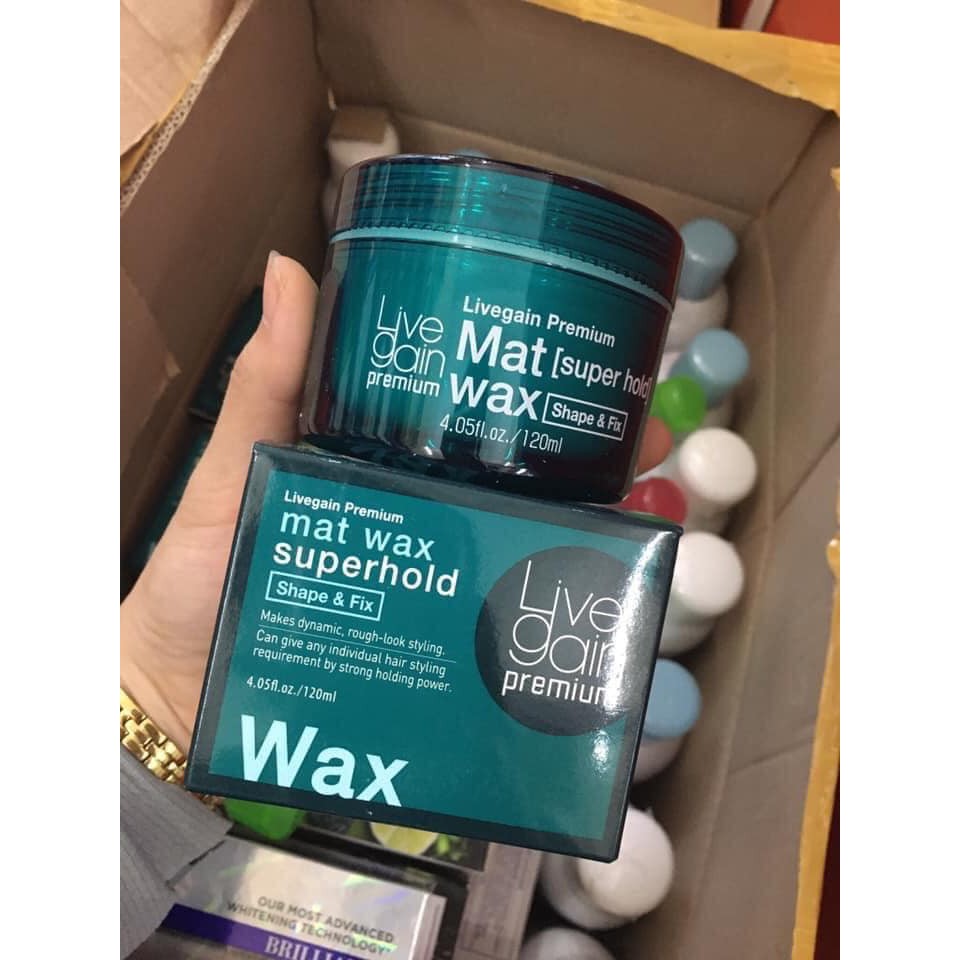 Live
gain
premium
Livegain Premium
Mat [super hold]
wax Shape & Fix
4.05fl.oz./120ml
Livegain Premium
mat wax
superhold
Shape & Fix
Makes dynamic, rough-look styling.
Can give any individual hair styling
requirement by strong holding power.
4.05fl.oz./120ml
Wax
Live
gain
premium
OUR MOST ADVANCED
WHITENING TECHNOLOGY*